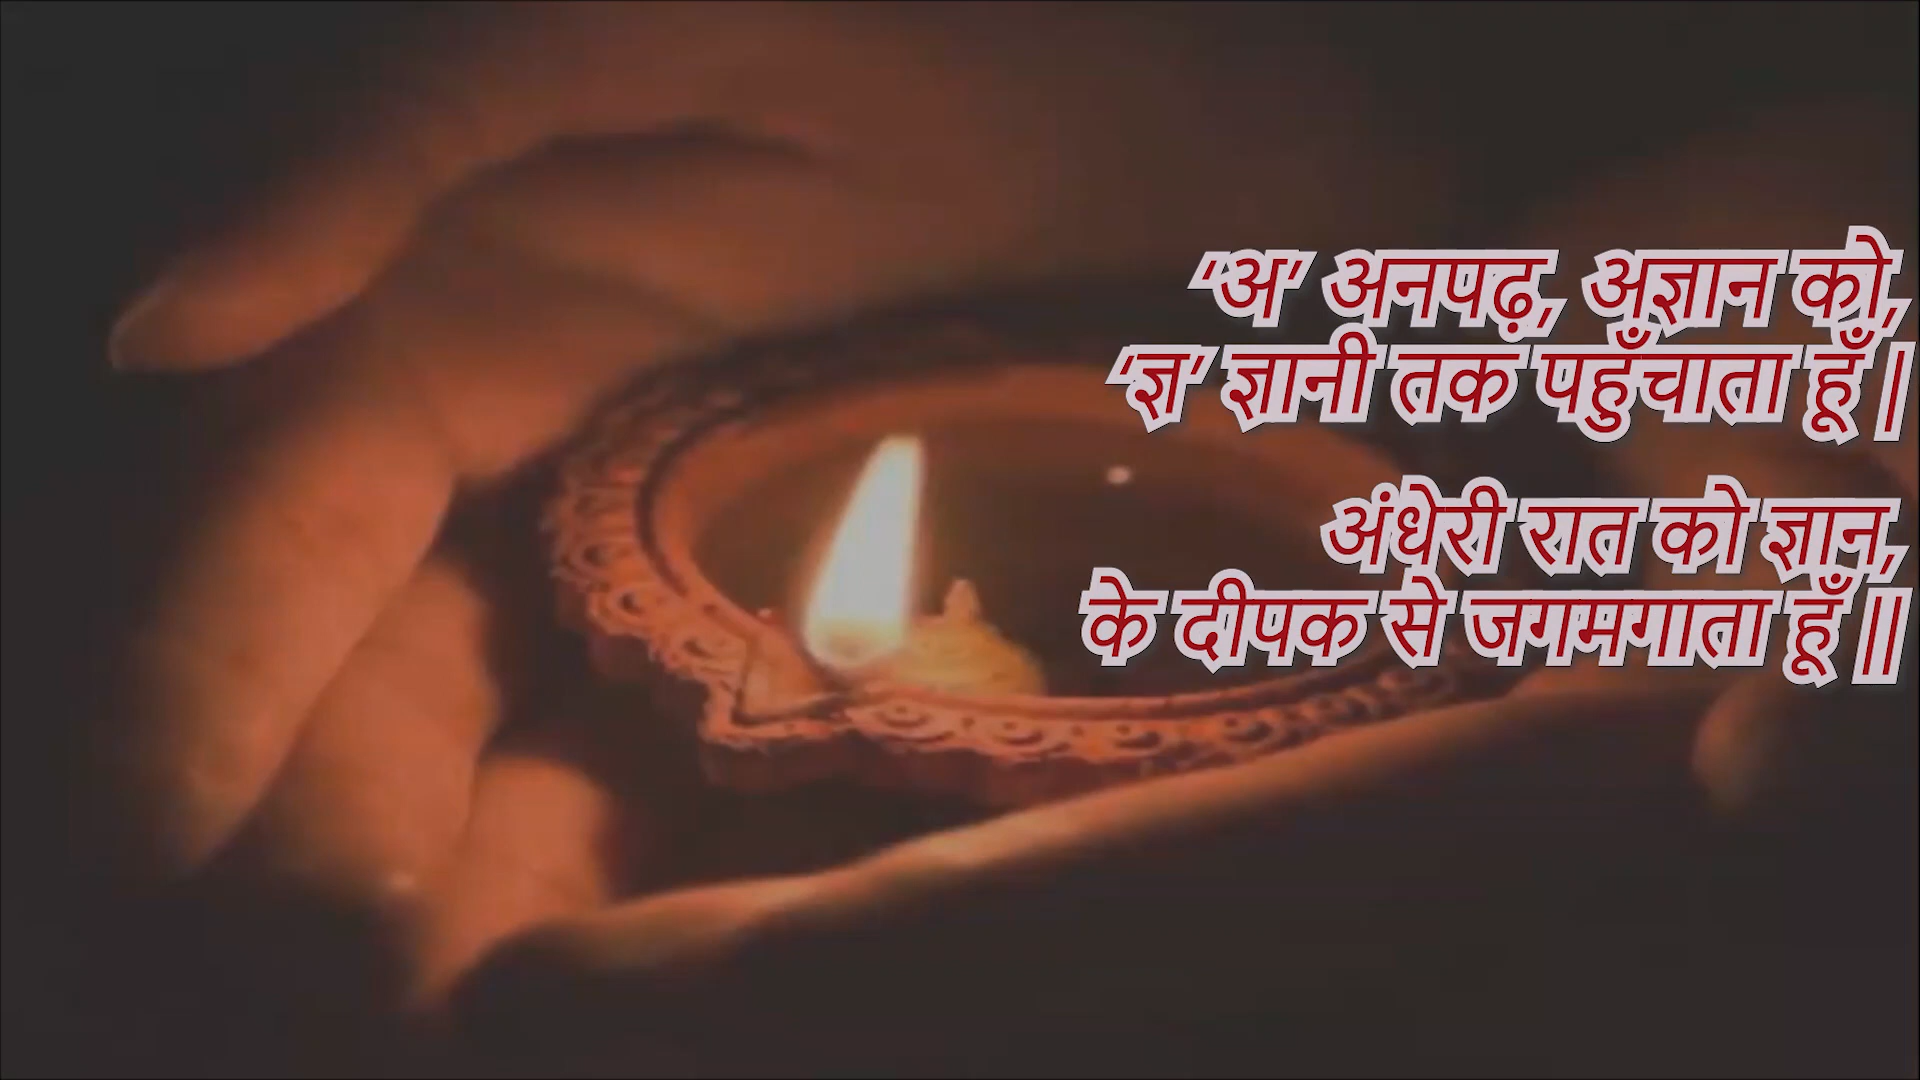 ‘अ’ अनपढ़, अज्ञान को,
‘ज्ञ’ ज्ञानी तक पहुँचाता हूँ |
अंधेरी रात को ज्ञान,
के दीपक से जगमगाता हूँ ||